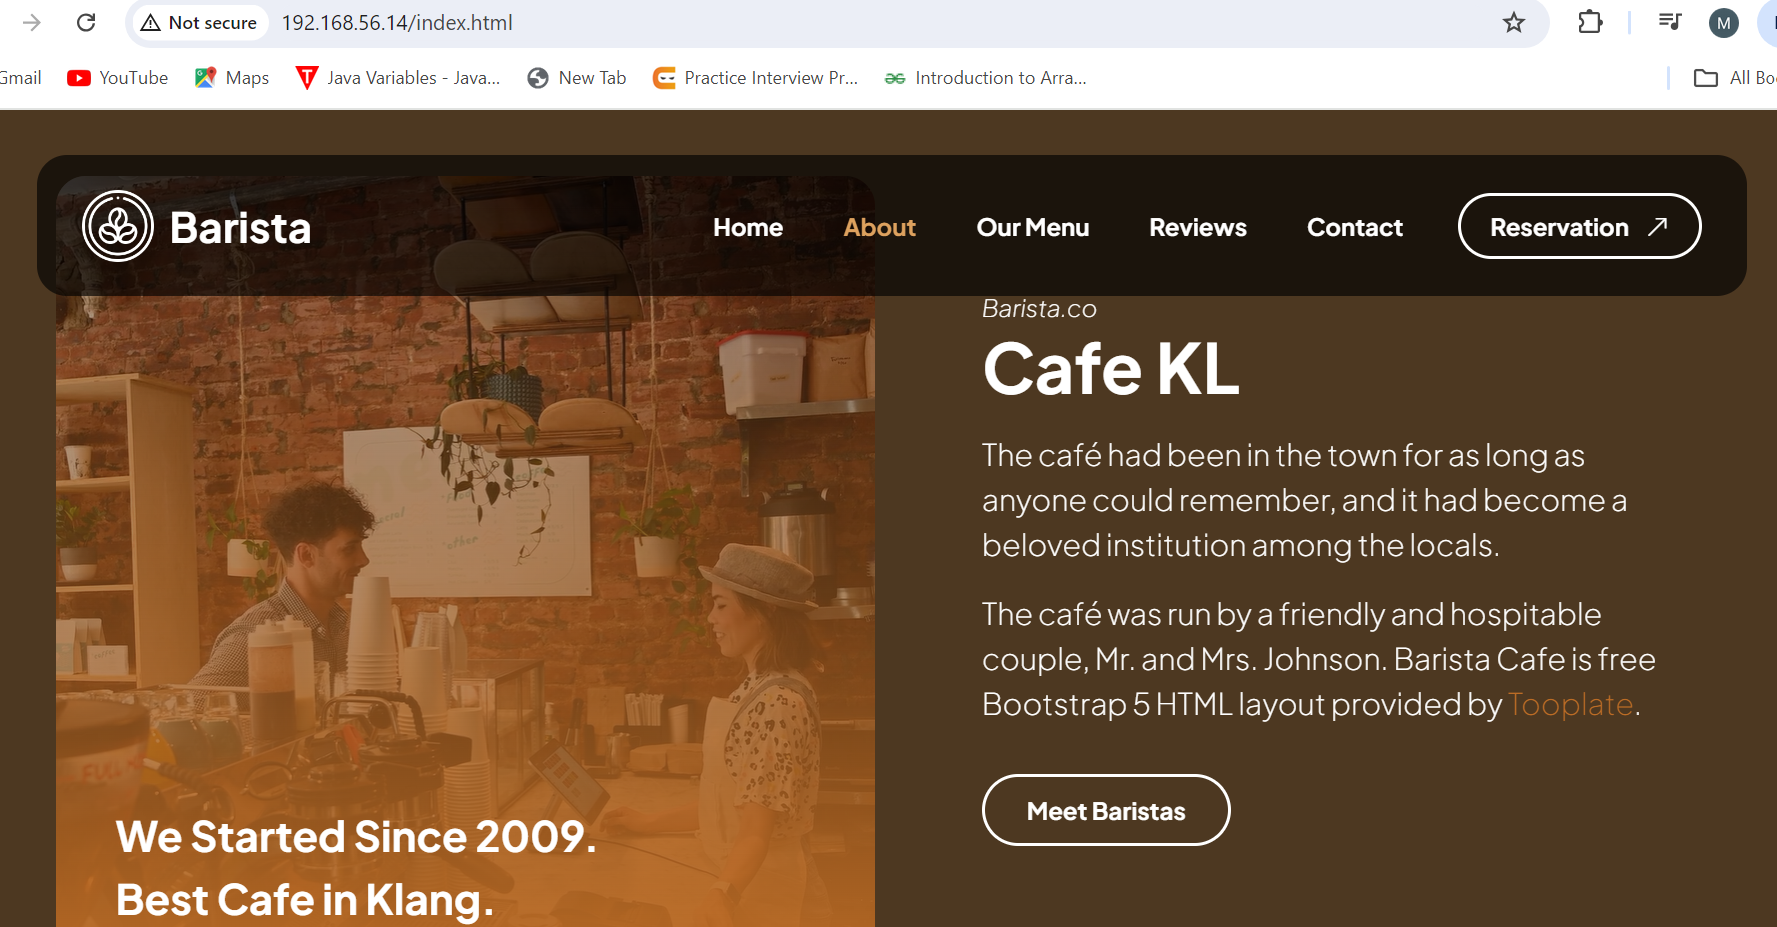 Not secure
192.168.56.14/index.html
M
Gmail
YouTube
Maps
Java Variables - Java...
New Tab
Practice Interview Pr...
Introduction to Arra...
All Bo
Barista
Home
About
Our Menu
Reviews
Contact
Reservation
Barista.co
Cafe KL
The café had been in the town for as long as
anyone could remember, and it had become a
beloved institution among the locals.
The café was run by a friendly and hospitable
couple, Mr. and Mrs. Johnson. Barista Cafe is free
Bootstrap 5 HTML layout provided by Tooplate.
Meet Baristas
We Started Since 2009.
Best Cafe in Klang.